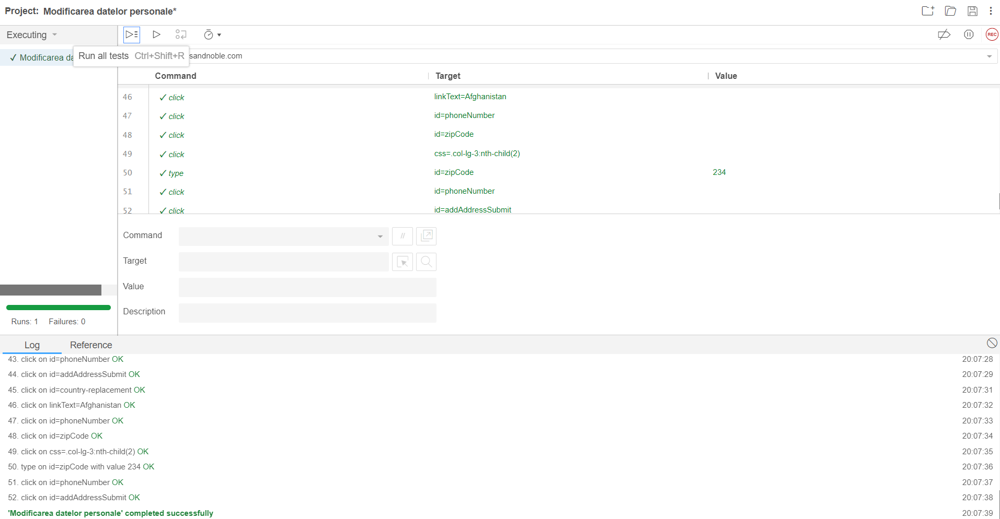 Project: Modificarea datelor personale*
Executing
REC
✓ Modificarea da
Run all tests Ctrl+Shift+R
sandnoble.com
Command Target Value
46 ✓ click linkText=Afghanistan
47 ✓ click id=phoneNumber
48 ✓ click id=zipCode
49 ✓ click css=.col-lg-3:nth-child(2)
50 ✓ type id=zipCode 234
51 ✓ click id=phoneNumber
52 ✓ click id=addAddressSubmit
Command //
Target
Value
Description
Runs: 1 Failures: 0
Log Reference
43. click on id=phoneNumber OK 20:07:28
44. click on id=addAddressSubmit OK 20:07:29
45. click on id=country-replacement OK 20:07:31
46. click on linkText=Afghanistan OK 20:07:32
47. click on id=phoneNumber OK 20:07:33
48. click on id=zipCode OK 20:07:34
49. click on css=.col-lg-3:nth-child(2) OK 20:07:35
50. type on id=zipCode with value 234 OK 20:07:36
51. click on id=phoneNumber OK 20:07:37
52. click on id=addAddressSubmit OK 20:07:38
'Modificarea datelor personale' completed successfully 20:07:39